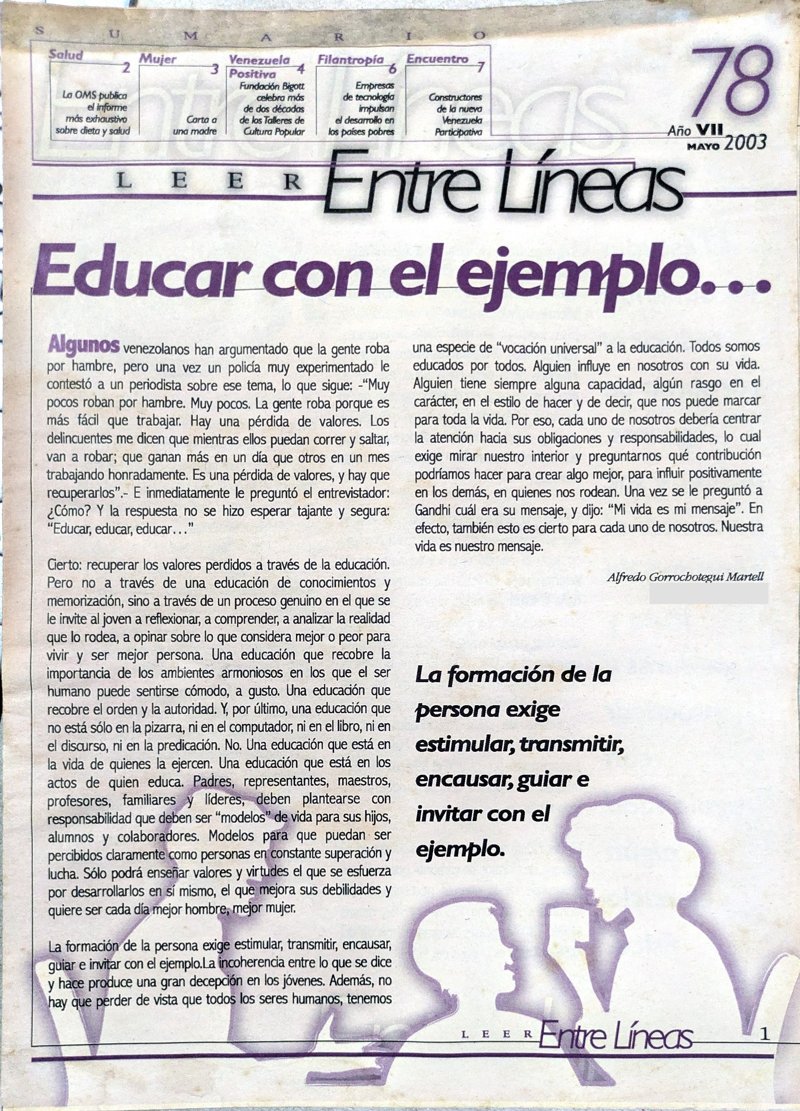 SUMARIO
Salud 2
La OMS publica
el informe
más exhaustivo
sobre dieta y salud
Mujer 3
Carta a
una madre
Venezuela
Positiva 4
Fundación Bigott
celebra más
de dos décadas
de los Talleres de
Cultura Popular
Filantropía 6
Empresas
de tecnología
impulsan
el desarrollo en
los países pobres
Encuentro 7
Constructores
de la nueva
Venezuela
Participativa
78
Año VII
MAYO 2003
LEER Entre Líneas
Educar con el ejemplo...
Algunos venezolanos han argumentado que la gente roba
por hambre, pero una vez un policía muy experimentado le
contestó a un periodista sobre ese tema, lo que sigue: -“Muy
pocos roban por hambre. Muy pocos. La gente roba porque es
más fácil que trabajar. Hay una pérdida de valores. Los
delincuentes me dicen que mientras ellos puedan correr y saltar,
van a robar; que ganan más en un día que otros en un mes
trabajando honradamente. Es una pérdida de valores, y hay que
recuperarlos”.- E inmediatamente le preguntó el entrevistador:
¿Cómo? Y la respuesta no se hizo esperar tajante y segura:
“Educar, educar, educar...”
Cierto: recuperar los valores perdidos a través de la educación.
Pero no a través de una educación de conocimientos y
memorización, sino a través de un proceso genuino en el que se
le invite al joven a reflexionar, a comprender, a analizar la realidad
que lo rodea, a opinar sobre lo que considera mejor o peor para
vivir y ser mejor persona. Una educación que recobre la
importancia de los ambientes armoniosos en los que el ser
humano puede sentirse cómodo, a gusto. Una educación que
recobre el orden y la autoridad. Y, por último, una educación que
no está sólo en la pizarra, ni en el computador, ni en el libro, ni en
el discurso, ni en la predicación. No. Una educación que está en
la vida de quienes la ejercen. Una educación que está en los
actos de quien educa. Padres, representantes, maestros,
profesores, familiares y líderes, deben plantearse con
responsabilidad que deben ser “modelos” de vida para sus hijos,
alumnos y colaboradores. Modelos para que puedan ser
percibidos claramente como personas en constante superación y
lucha. Sólo podrá enseñar valores y virtudes el que se esfuerza
por desarrollarlos en sí mismo, el que mejora sus debilidades y
quiere ser cada día mejor hombre, mejor mujer.
La formación de la persona exige estimular, transmitir, encausar,
guiar e invitar con el ejemplo.La incoherencia entre lo que se dice
y hace produce una gran decepción en los jóvenes. Además, no
hay que perder de vista que todos los seres humanos, tenemos
una especie de “vocación universal” a la educación. Todos somos
educados por todos. Alguien influye en nosotros con su vida.
Alguien tiene siempre alguna capacidad, algún rasgo en el
carácter, en el estilo de hacer y de decir, que nos puede marcar
para toda la vida. Por eso, cada uno de nosotros debería centrar
la atención hacia sus obligaciones y responsabilidades, lo cual
exige mirar nuestro interior y preguntarnos qué contribución
podríamos hacer para crear algo mejor, para influir positivamente
en los demás, en quienes nos rodean. Una vez se le preguntó a
Gandhi cuál era su mensaje, y dijo: “Mi vida es mi mensaje”. En
efecto, también esto es cierto para cada uno de nosotros. Nuestra
vida es nuestro mensaje.
Alfredo Gorrochotegui Martell
La formación de la
persona exige
estimular, transmitir,
encausar, guiar e
invitar con el
ejemplo.
LEER Entre Líneas 1